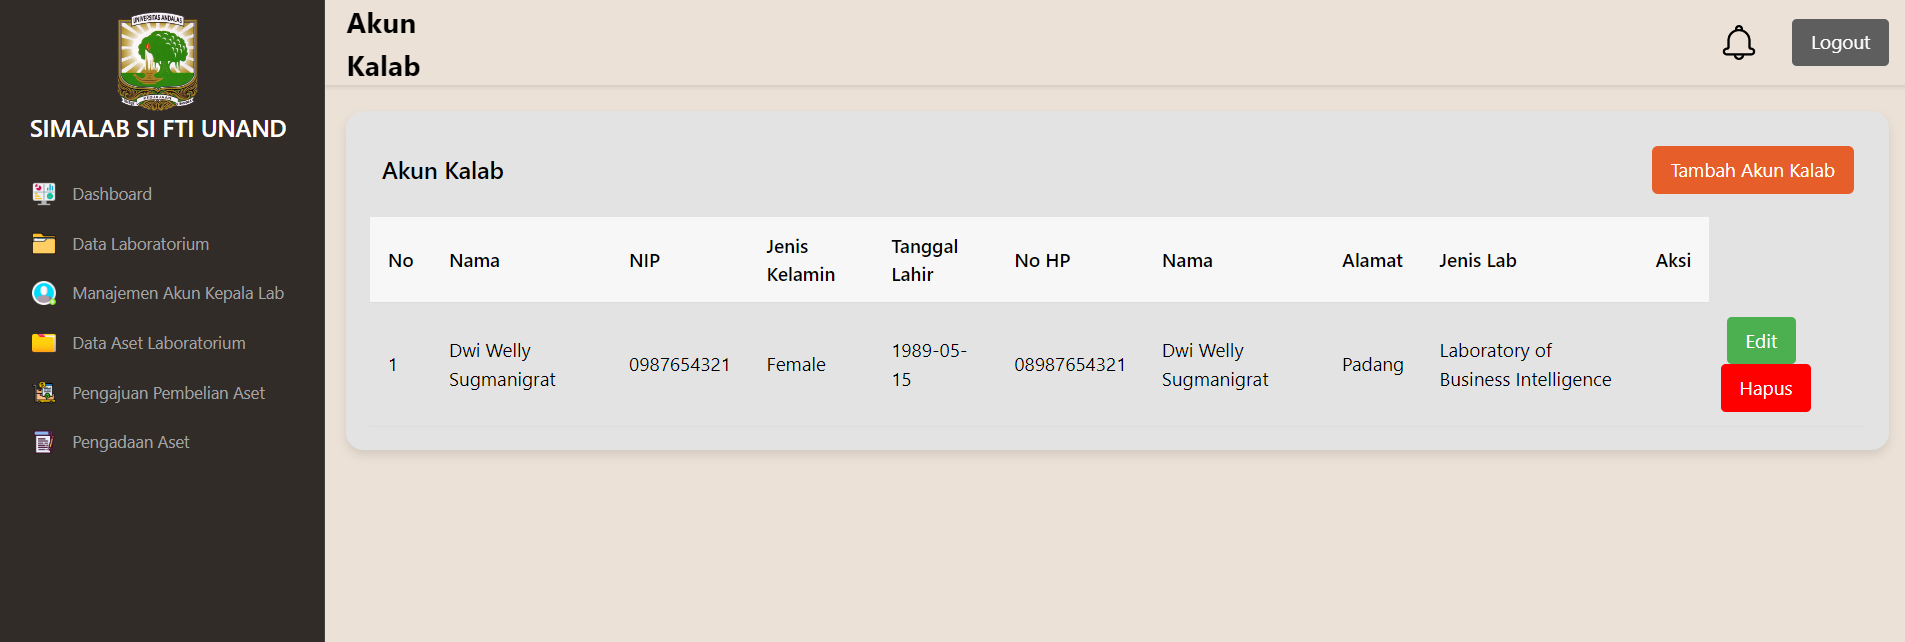 UNIVERSITAS ANDALAS
SIMALAB SI FTI UNAND
Dashboard
Data Laboratorium
Manajemen Akun Kepala Lab
Data Aset Laboratorium
Pengajuan Pembelian Aset
Pengadaan Aset
Akun
Kalab
Logout
Akun Kalab
Tambah Akun Kalab
No Nama NIP Jenis Kelamin Tanggal Lahir No HP Nama Alamat Jenis Lab Aksi
1 Dwi Welly Sugmanigrat 0987654321 Female 1989-05-15 08987654321 Dwi Welly Sugmanigrat Padang Laboratory of Business Intelligence
Edit
Hapus